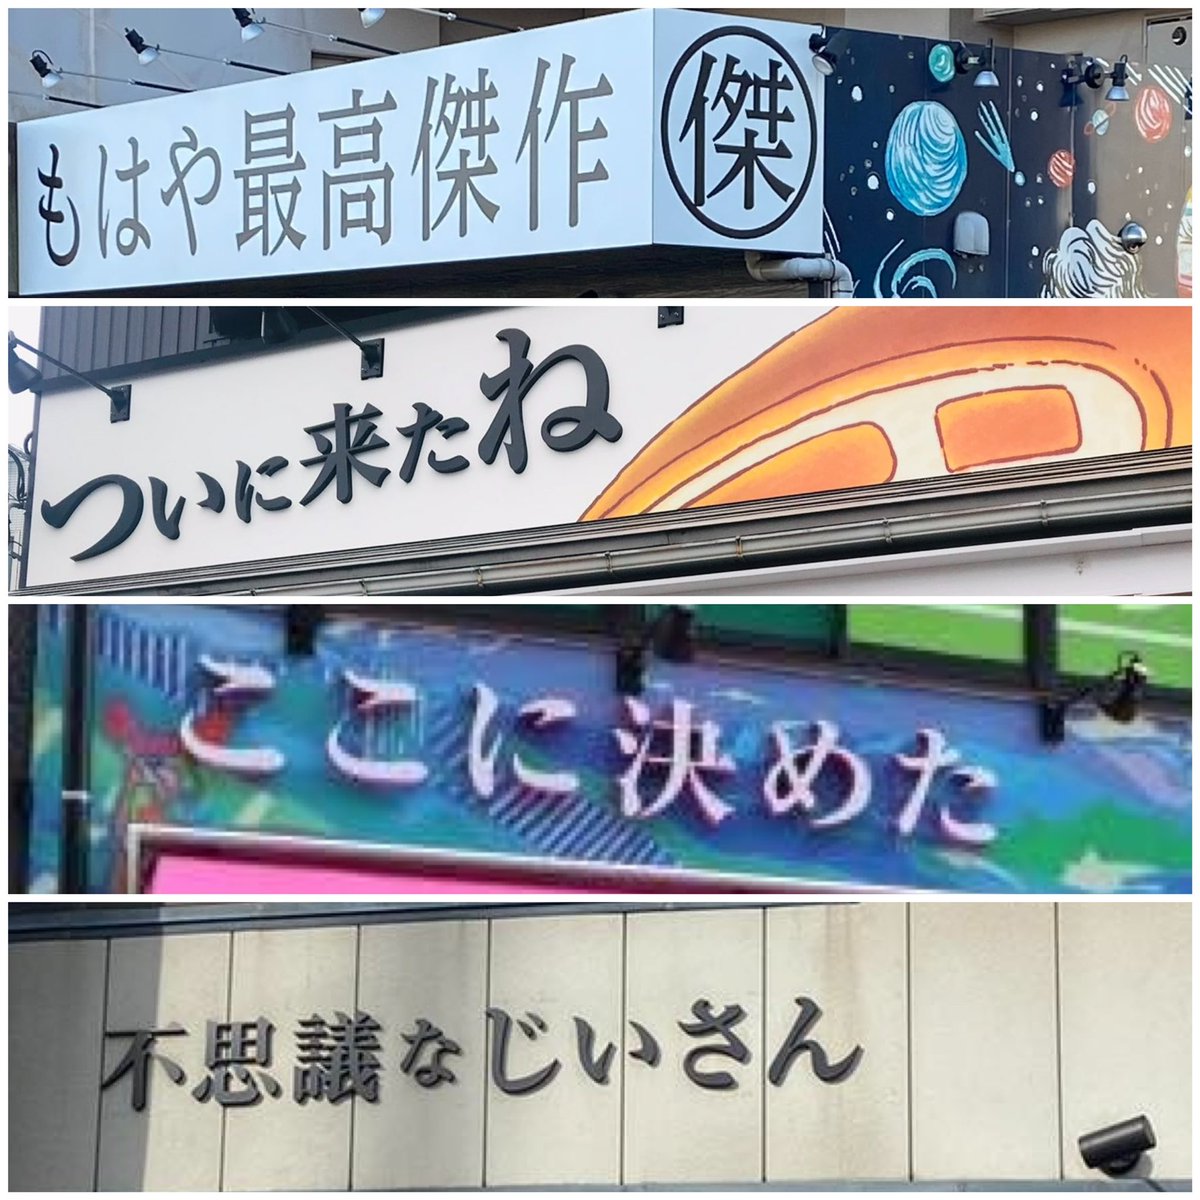 もはや最高傑作
傑
ついに来たね
ここに決めた
不思議なじいさん